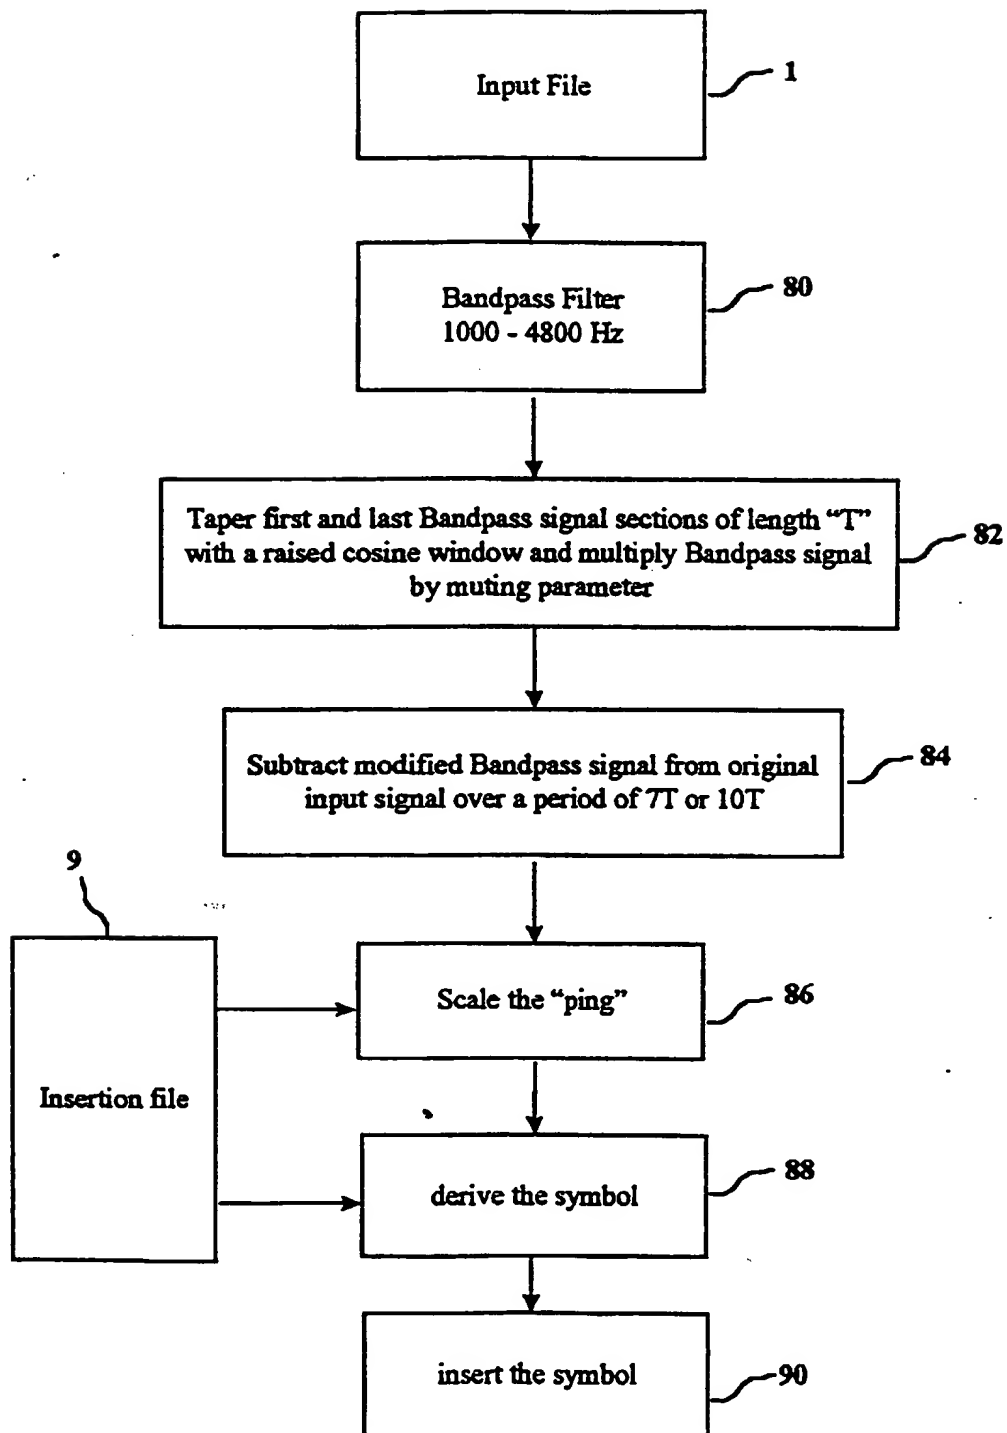 Input File
1
Bandpass Filter
1000 - 4800 Hz
80
Taper first and last Bandpass signal sections of length “T”
with a raised cosine window and multiply Bandpass signal
by muting parameter
82
Subtract modified Bandpass signal from original
input signal over a period of 7T or 10T
84
9
Insertion file
Scale the “ping”
86
derive the symbol
88
insert the symbol
90